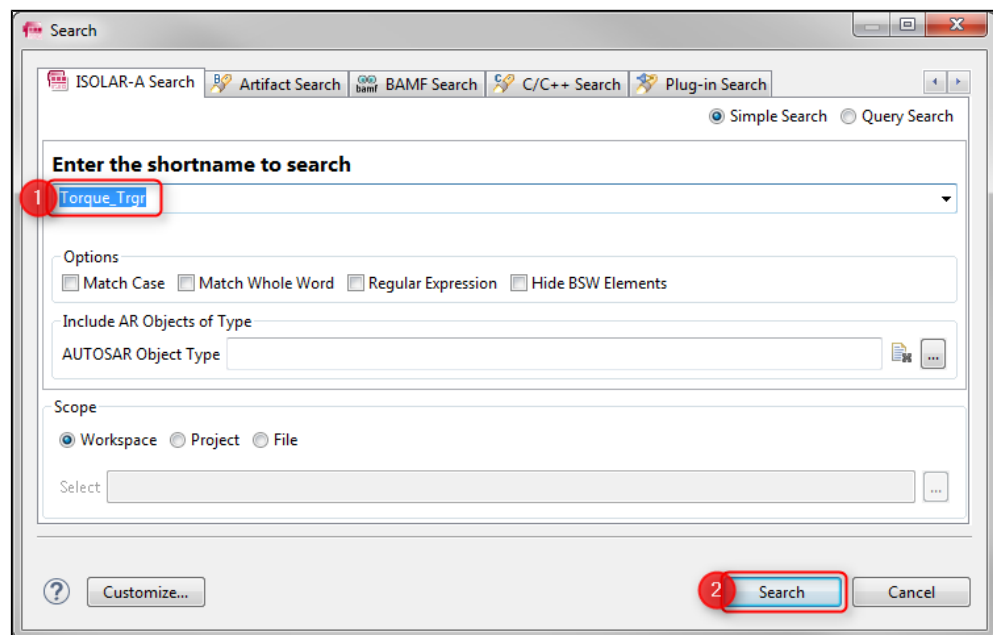 Search
ISOLAR-A Search Artifact Search bamf BAMF Search C/C++ Search Plug-in Search
Simple Search Query Search
Enter the shortname to search
1 Torque_Trgr
Options
Match Case Match Whole Word Regular Expression Hide BSW Elements
Include AR Objects of Type
AUTOSAR Object Type ...
Scope
Workspace Project File
Select ...
? Customize... 2 Search Cancel